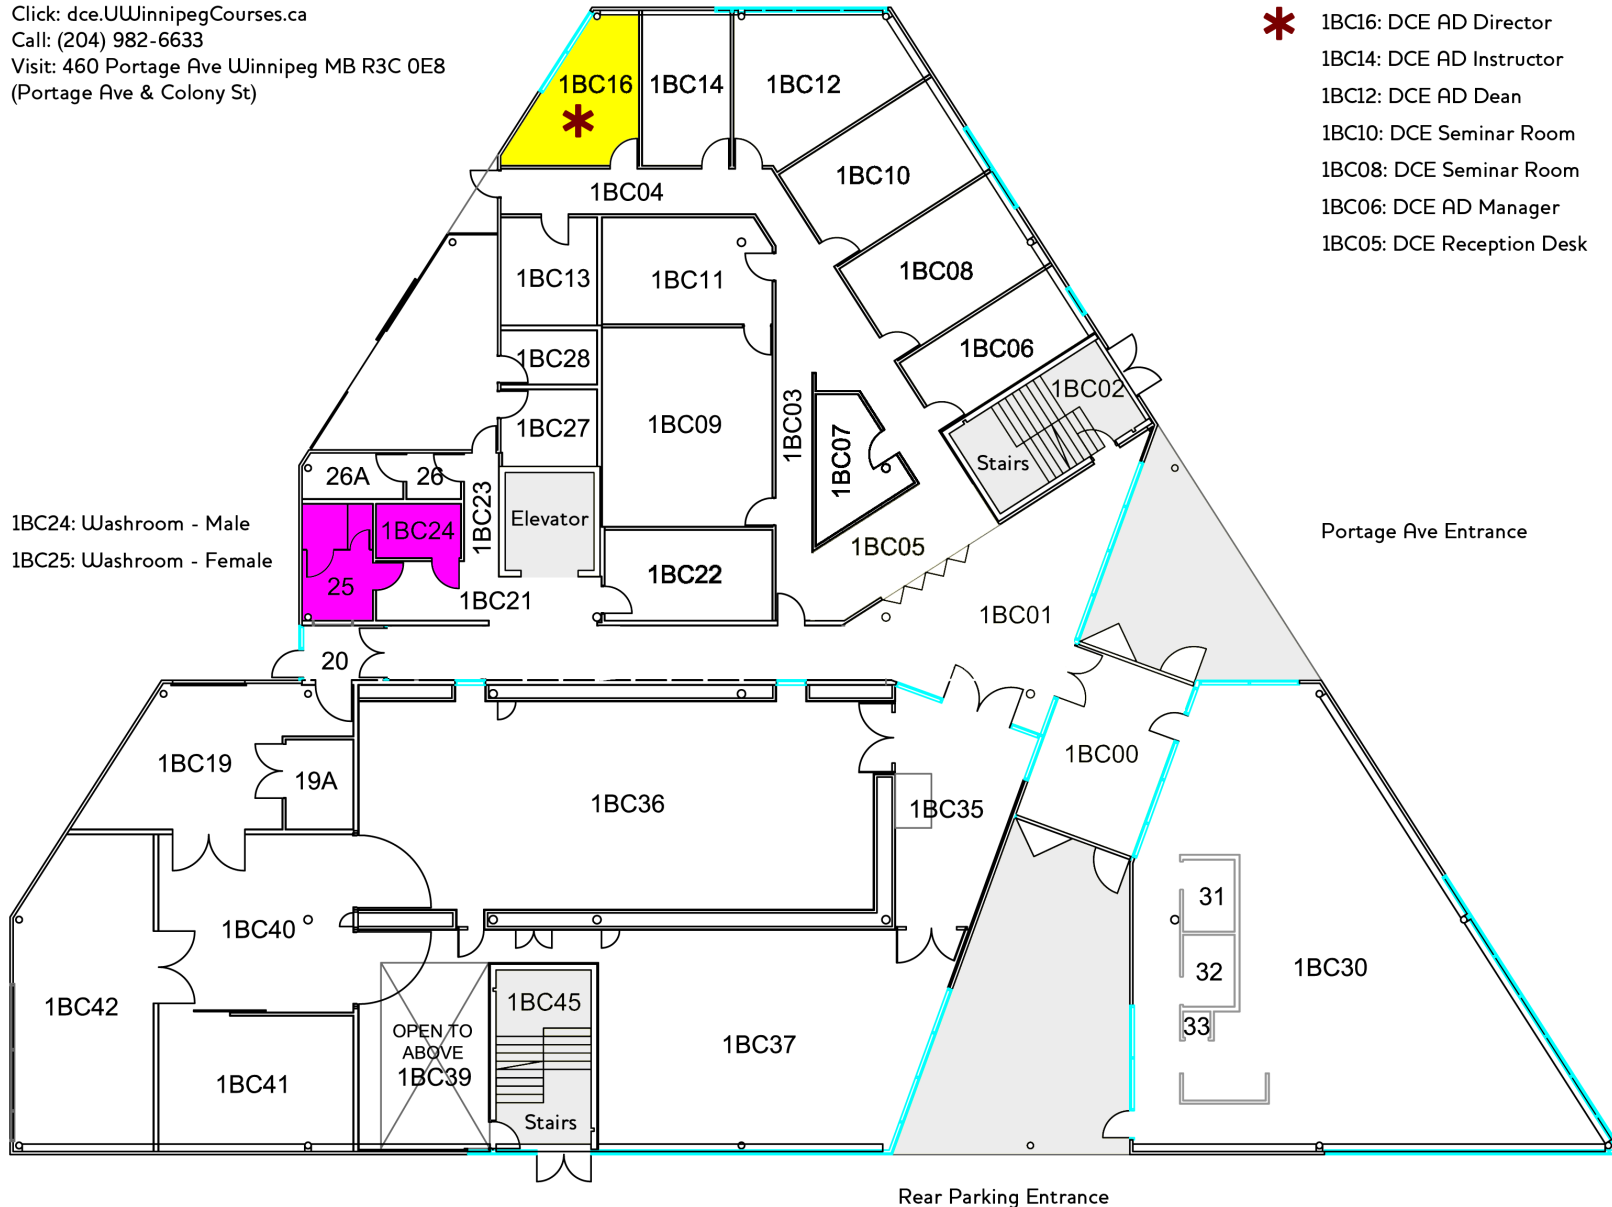 Click: dce.UWinnipegCourses.ca
Call: (204) 982-6633
Visit: 460 Portage Ave Winnipeg MB R3C 0E8
(Portage Ave & Colony St)
1BC16: DCE AD Director
1BC14: DCE AD Instructor
1BC12: DCE AD Dean
1BC10: DCE Seminar Room
1BC08: DCE Seminar Room
1BC06: DCE AD Manager
1BC05: DCE Reception Desk
1BC16
1BC14
1BC12
1BC10
1BC04
1BC08
1BC13
1BC11
1BC06
1BC28
1BC02
1BC27
1BC09
1BC03
1BC07
Stairs
26A
26
1BC23
Elevator
1BC24
1BC24: Washroom - Male
1BC25: Washroom - Female
Portage Ave Entrance
1BC05
1BC22
25
1BC21
1BC01
20
1BC19
19A
1BC36
1BC35
1BC00
31
32
33
1BC30
1BC40
1BC42
1BC41
OPEN TO
ABOVE
1BC39
1BC45
Stairs
1BC37
Rear Parking Entrance